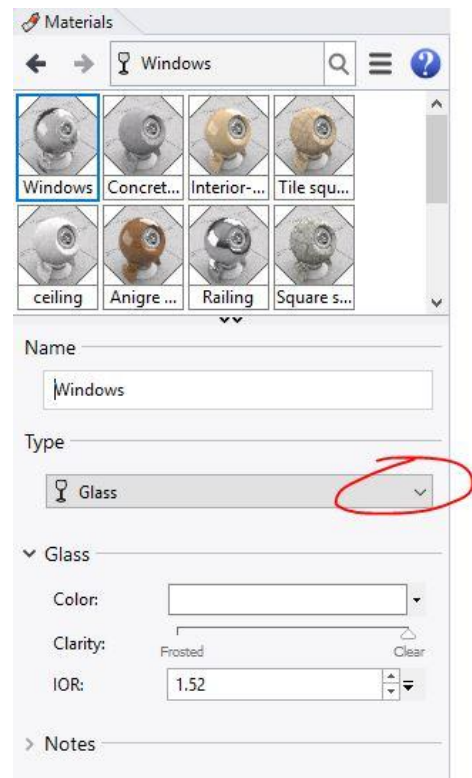 Materials
Windows
Windows Concret... Interior-... Tile squ...
ceiling Anigre ... Railing Square s...
Name
Windows
Type
Glass
Glass
Color:
Clarity:
Frosted Clear
IOR: 1.52
Notes